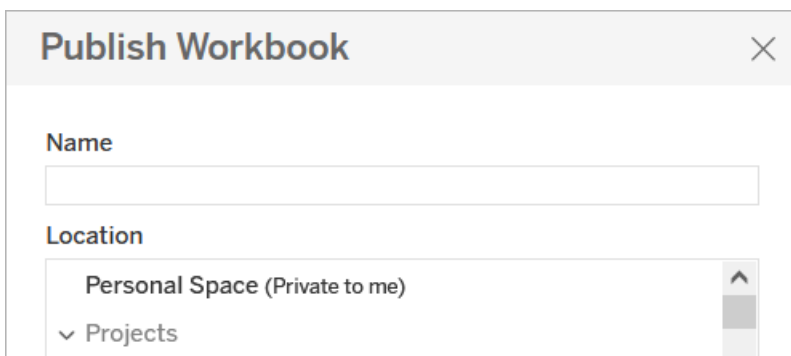 Publish Workbook
Name
Location
Personal Space (Private to me)
Projects